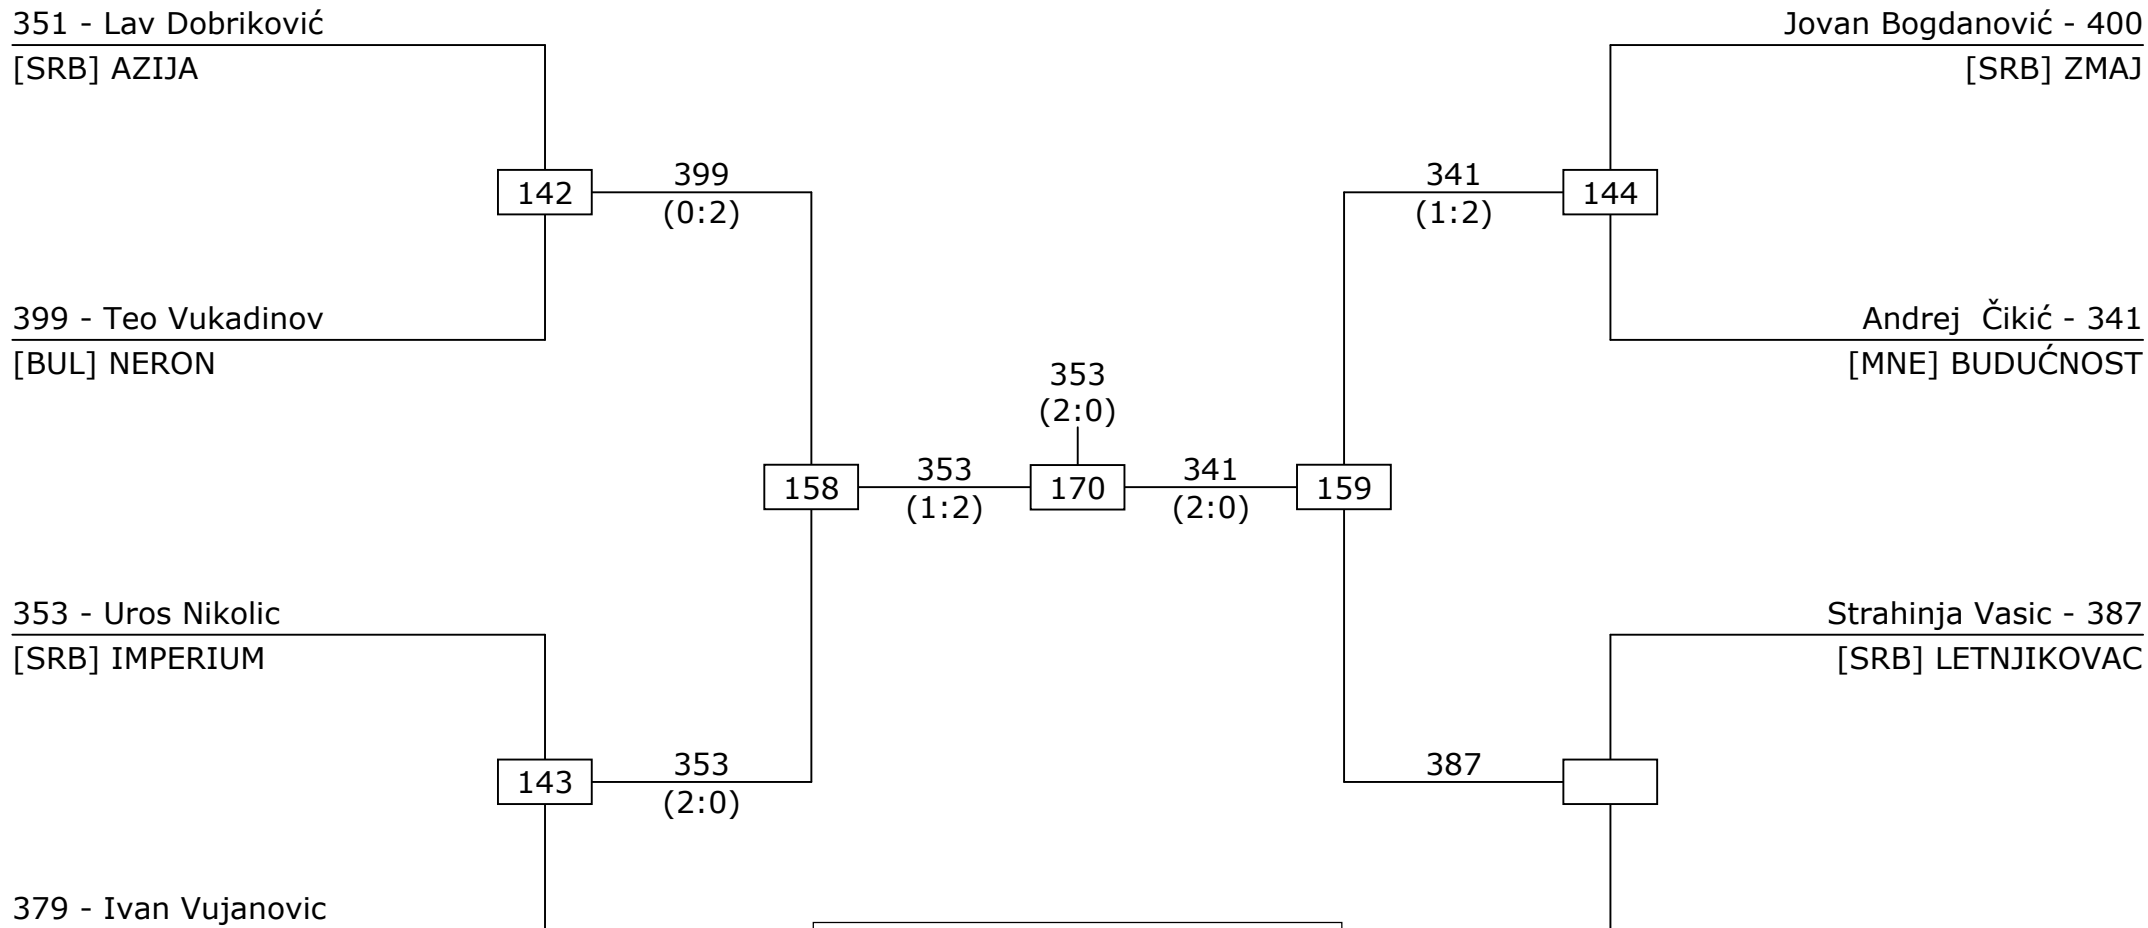 351 - Lav Dobriković
[SRB] AZIJA
Jovan Bogdanović - 400
[SRB] ZMAJ
142
399
(0:2)
341
(1:2)
144
399 - Teo Vukadinov
[BUL] NERON
Andrej  Čikić - 341
[MNE] BUDUĆNOST
353
(2:0)
158
353
(1:2)
170
341
(2:0)
159
353 - Uros Nikolic
[SRB] IMPERIUM
Strahinja Vasic - 387
[SRB] LETNJIKOVAC
143
353
(2:0)
387
379 - Ivan Vujanovic